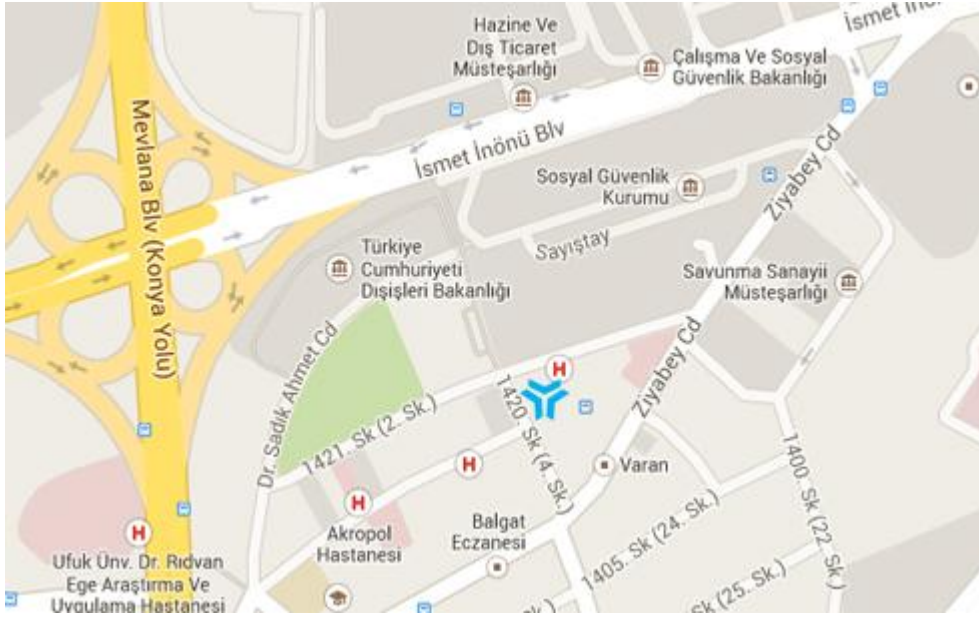 Hazine Ve
Dış Ticaret
Müsteşarlığı
İsmet İnö
Çalışma Ve Sosyal
Güvenlik Bakanlığı
Mevlana Blv (Konya Yolu)
İsmet İnönü Blv
Ziyabey Cd
Sosyal Güvenlik
Kurumu
Sayıştay
Türkiye
Cumhuriyeti
Dışişleri Bakanlığı
Savunma Sanayii
Müsteşarlığı
Dr. Sadık Ahmet Cd
H
Ziyabey Cd
1420. Sk (4. Sk.)
1421. Sk (2. Sk.)
H
Varan
1400. Sk (22. Sk.)
H
Akropol
Hastanesi
Balgat
Eczanesi
1405. Sk (24. Sk.)
H
Ufuk Ünv. Dr. Rıdvan
Ege Araştırma Ve
Uygulama Hastanesi
k.)
Sk (25. Sk.)